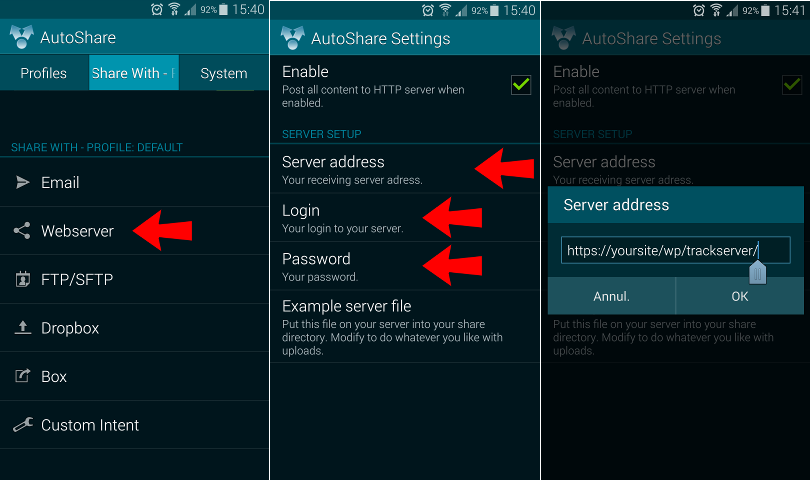 92% 15:40
AutoShare
Profiles
Share With - P
System
SHARE WITH - PROFILE: DEFAULT
Email
Webserver
FTP/SFTP
Dropbox
Box
Custom Intent
92% 15:40
AutoShare Settings
Enable
Post all content to HTTP server when
enabled.
SERVER SETUP
Server address
Your receiving server adress.
Login
Your login to your server.
Password
Your password.
Example server file
Put this file on your server into your share
directory. Modify to do whatever you like with
uploads.
92% 15:41
AutoShare Settings
Enable
Post all content to HTTP server when
enabled.
SERVER SETUP
Server address
Your receiving server adress.
Server address
https://yoursite/wp/trackserver/
Annul.
OK
Put this file on your server into your share
directory. Modify to do whatever you like with
uploads.